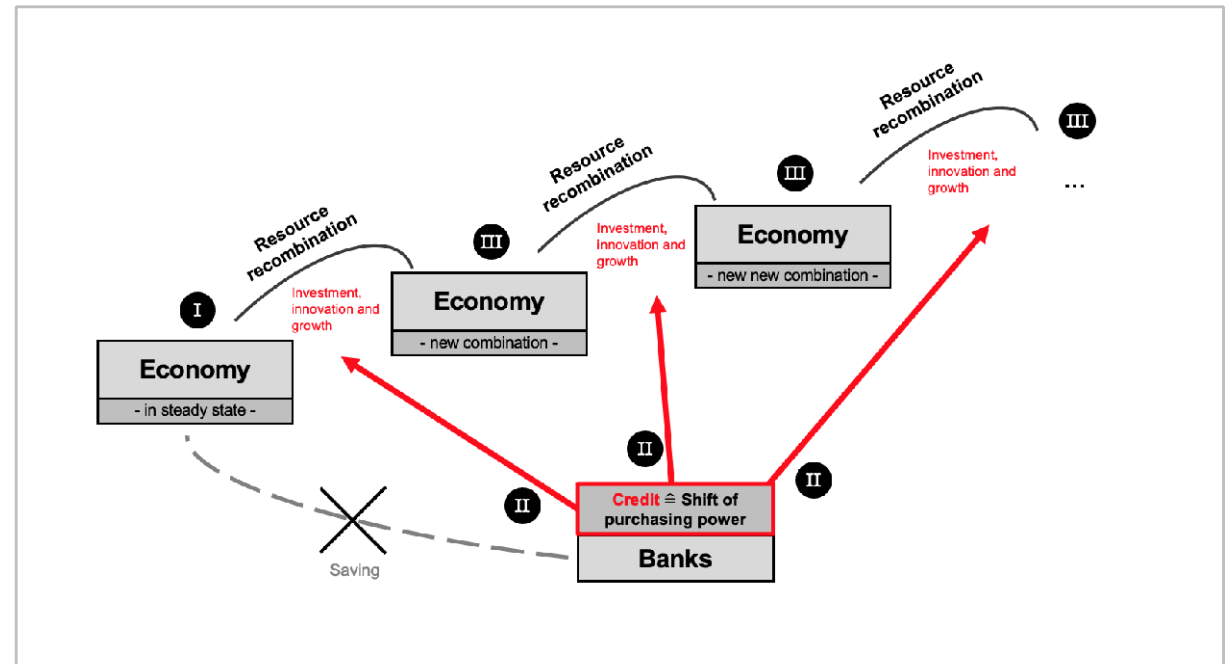 Resource
recombination
III
Investment,
innovation and
growth
...
Resource
recombination
III
Economy
- new new combination -
Investment,
innovation and
growth
Resource
recombination
III
Economy
- new combination -
Investment,
innovation and
growth
I
Economy
- in steady state -
II
II
II
Credit ≙ Shift of
purchasing power
Banks
Saving